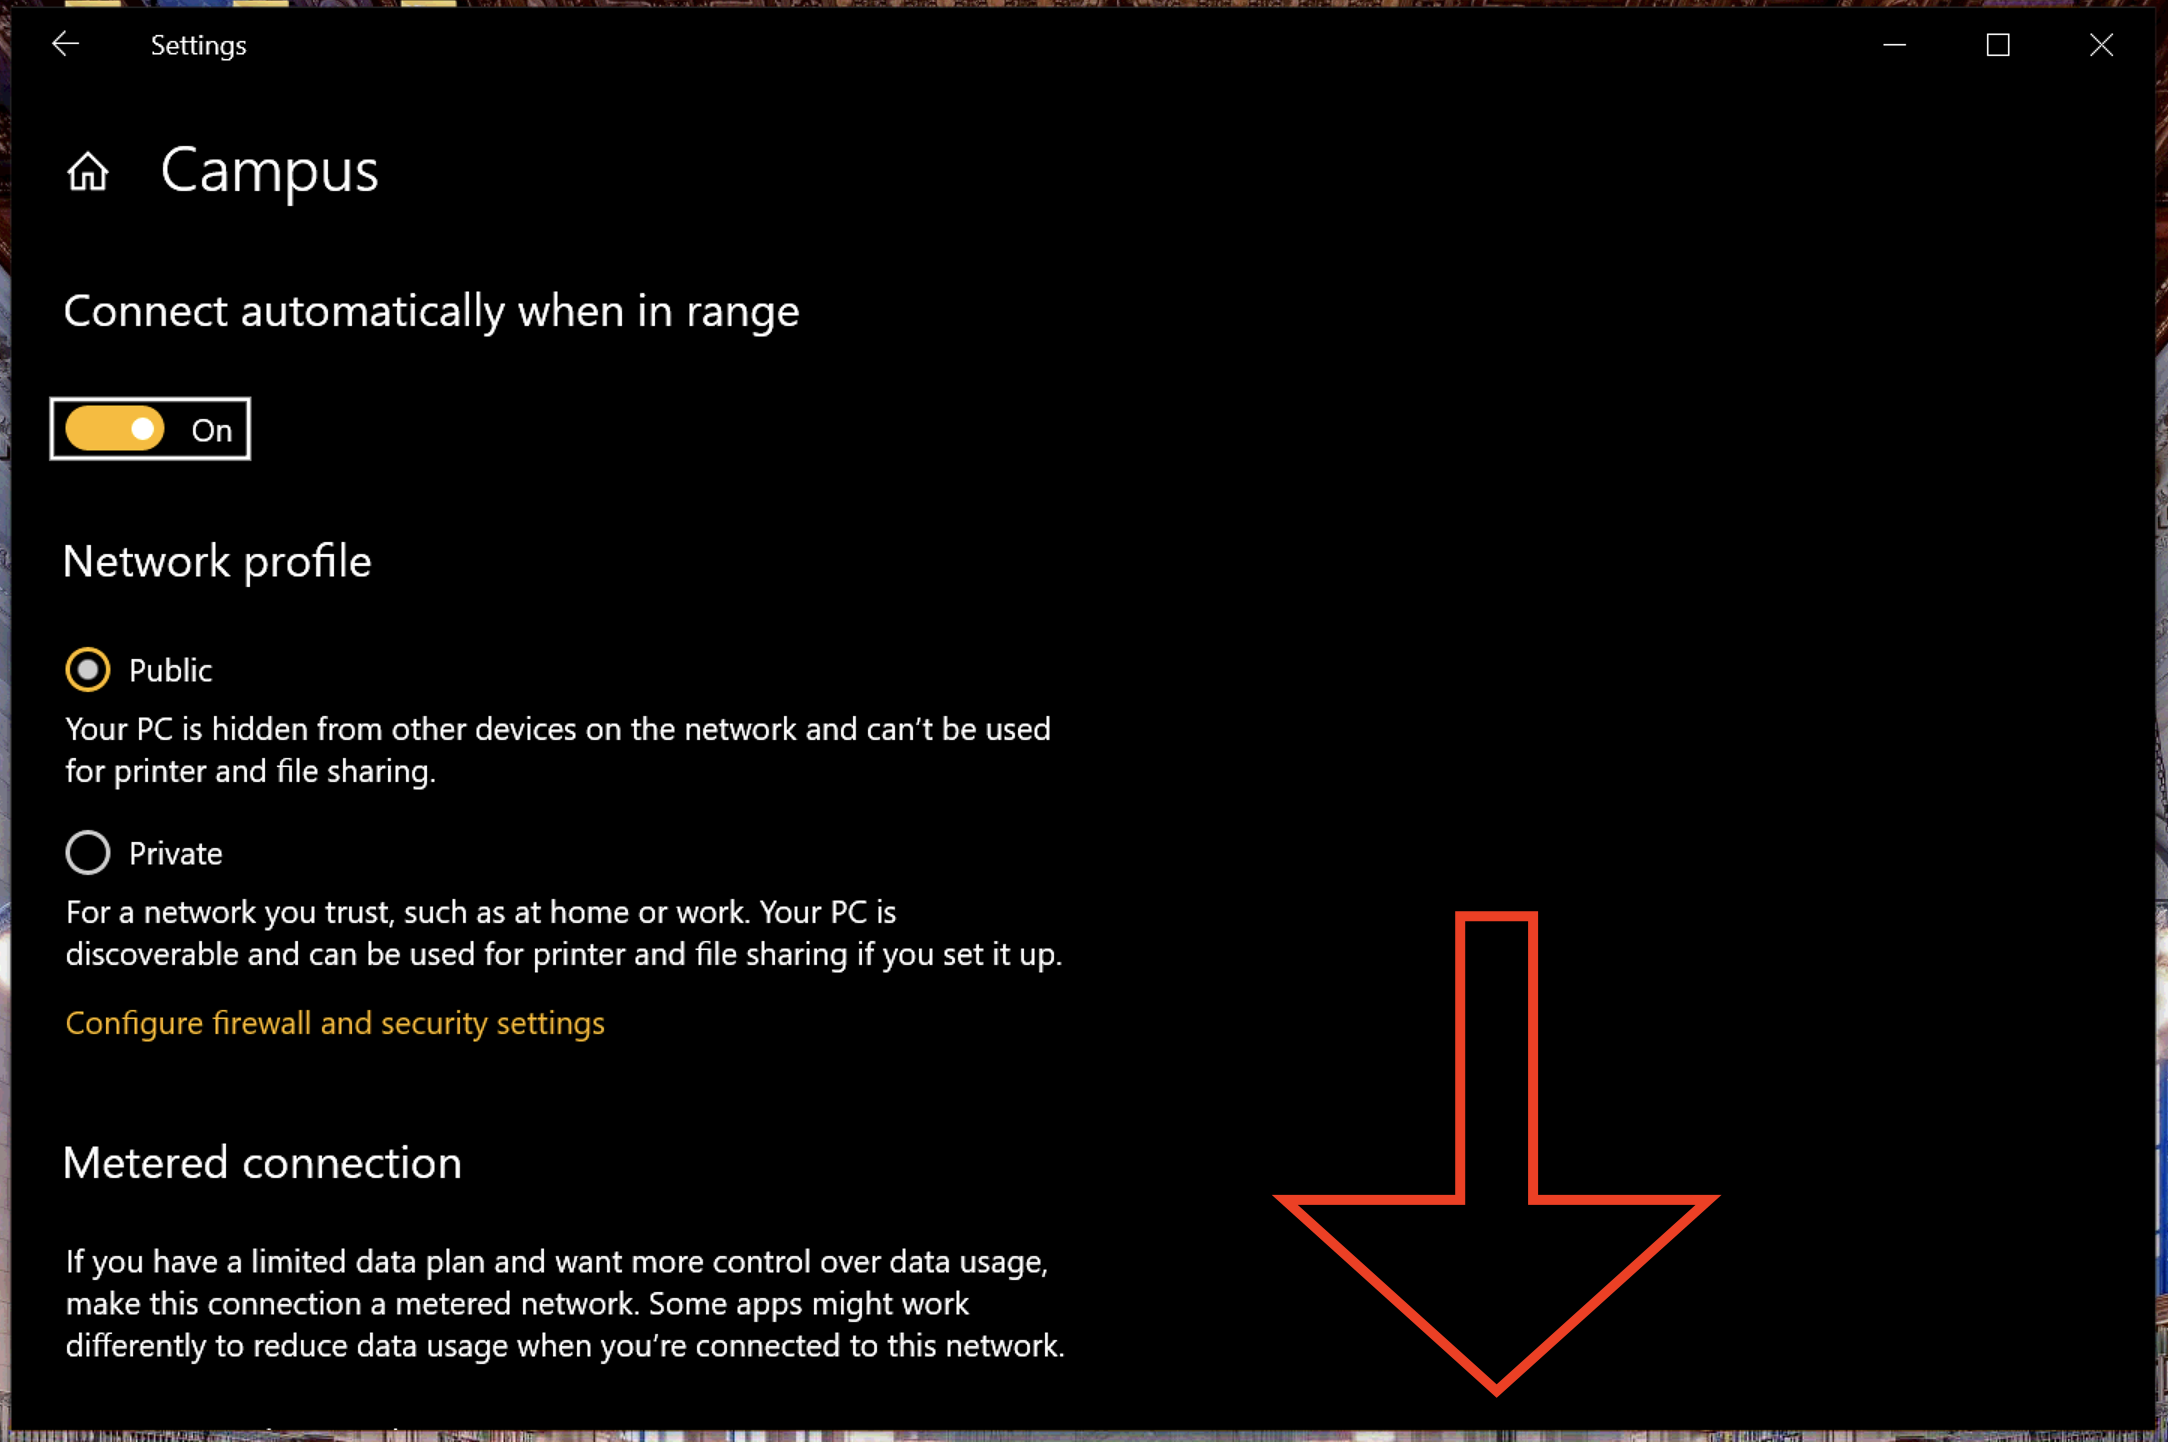 Settings
Campus
Connect automatically when in range
On
Network profile
Public
Your PC is hidden from other devices on the network and can’t be used
for printer and file sharing.
Private
For a network you trust, such as at home or work. Your PC is
discoverable and can be used for printer and file sharing if you set it up.
Configure firewall and security settings
Metered connection
If you have a limited data plan and want more control over data usage,
make this connection a metered network. Some apps might work
differently to reduce data usage when you’re connected to this network.